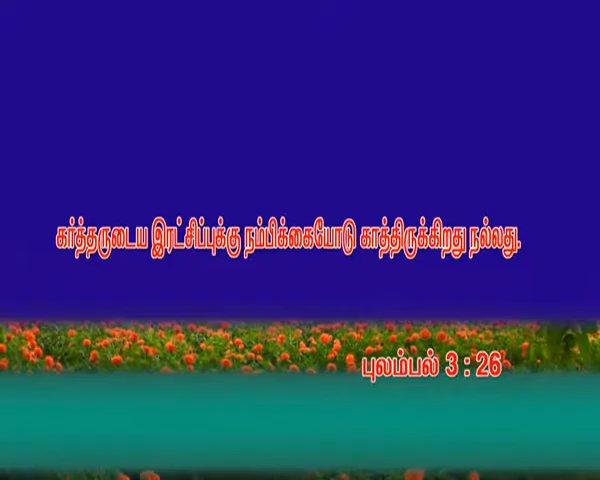 கர்த்தருடைய இரட்சிப்புக்கு நம்பிக்கையோடு காத்திருக்கிறது நல்லது.
புலம்பல் 3 : 26